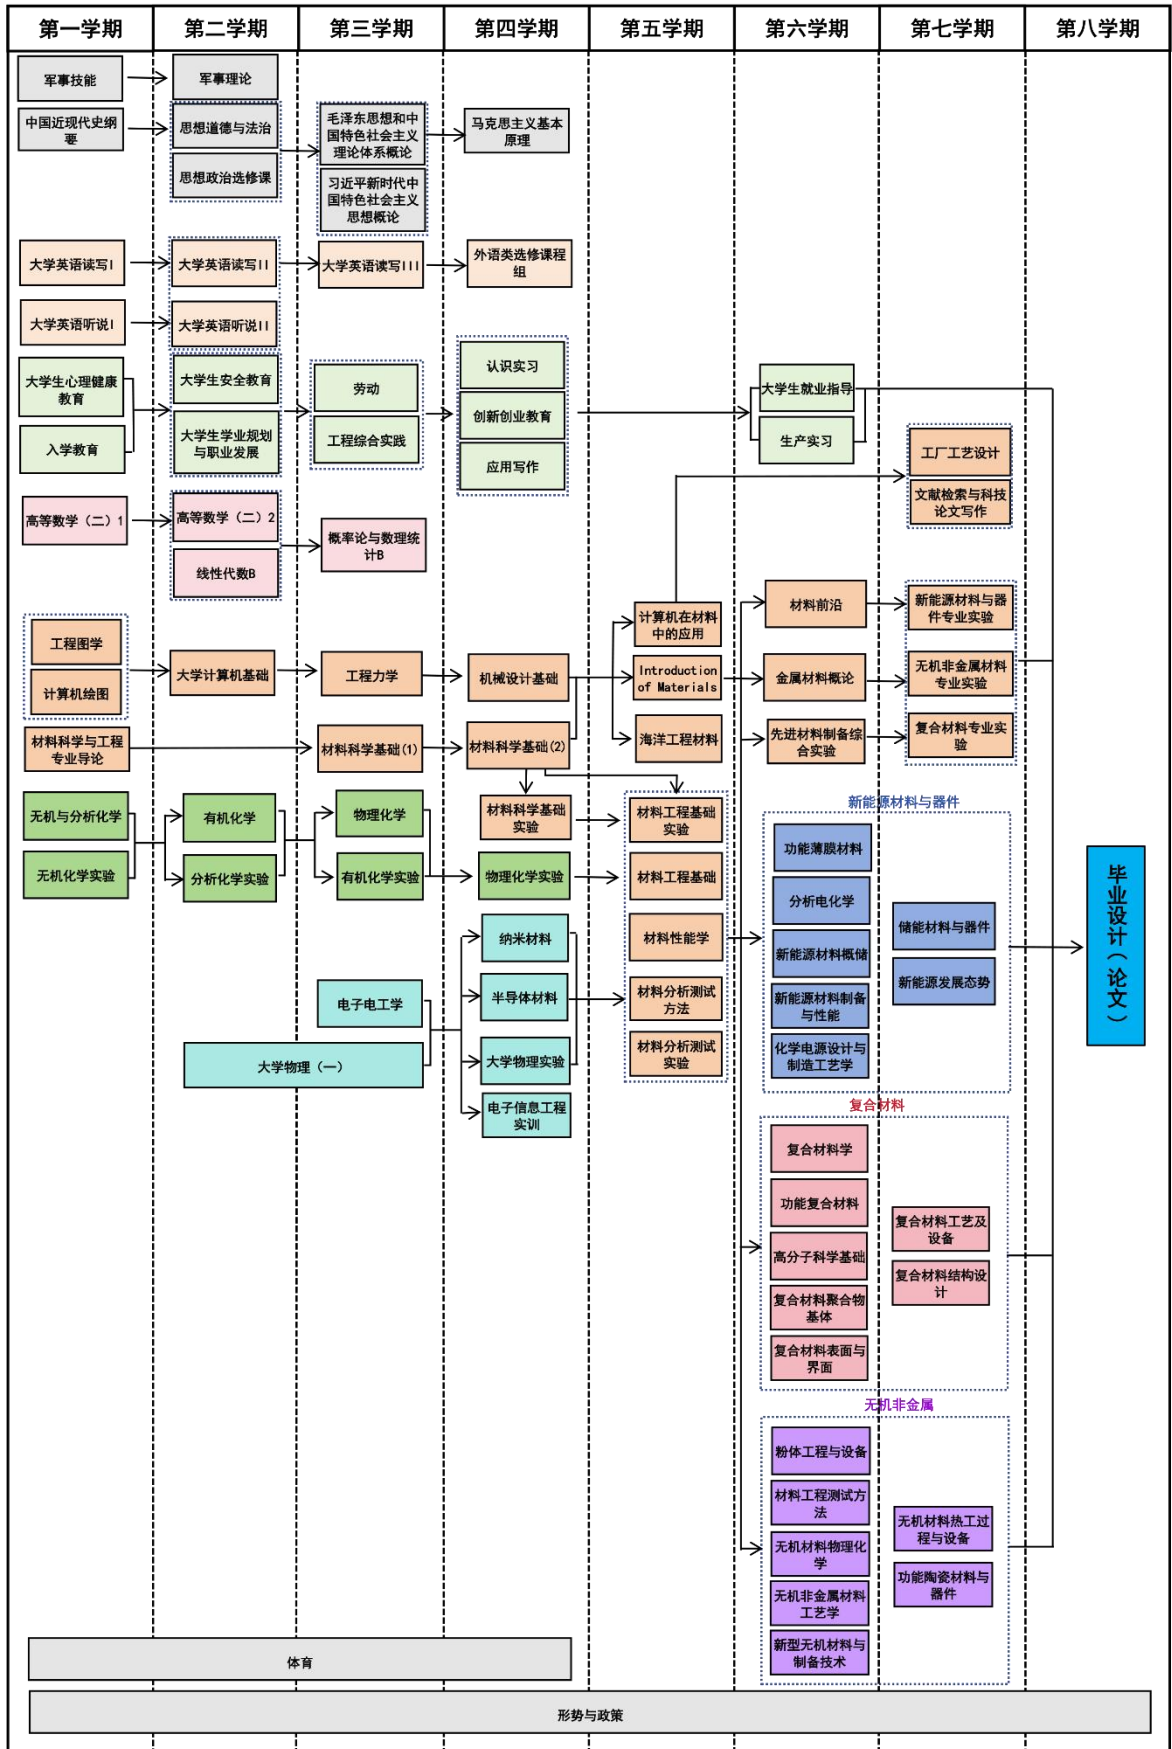 第一学期
第二学期
第三学期
第四学期
第五学期
第六学期
第七学期
第八学期
军事技能
军事理论
中国近现代史纲
要
思想道德与法治
思想政治选修课
毛泽东思想和中
国特色社会主义
理论体系概论
习近平新时代中
国特色社会主义
思想概论
马克思主义基本
原理
大学英语读写I
大学英语读写II
大学英语读写III
外语类选修课程
组
大学英语听说I
大学英语听说II
大学生心理健康
教育
入学教育
大学生安全教育
大学生学业规划
与职业发展
劳动
工程综合实践
认识实习
创新创业教育
应用写作
大学生就业指导
生产实习
工厂工艺设计
文献检索与科技
论文写作
高等数学（二）1
高等数学（二）2
线性代数B
概率论与数理统
计B
工程图学
计算机绘图
大学计算机基础
工程力学
机械设计基础
计算机在材料
中的应用
Introduction
of Materials
海洋工程材料
材料前沿
金属材料概论
先进材料制备综
合实验
新能源材料与器
件专业实验
无机非金属材料
专业实验
复合材料专业实
验
材料科学与工程
专业导论
材料科学基础(1)
材料科学基础(2)
材料科学基础
实验
无机与分析化学
无机化学实验
有机化学
分析化学实验
物理化学
有机化学实验
物理化学实验
材料工程基础
实验
材料工程基础
材料性能学
材料分析测试
方法
材料分析测试
实验
电子电工学
大学物理（一）
纳米材料
半导体材料
大学物理实验
电子信息工程
实训
新能源材料与器件
功能薄膜材料
分析电化学
新能源材料概储
新能源材料制备
与性能
化学电源设计与
制造工艺学
储能材料与器件
新能源发展态势
复合材料
复合材料学
功能复合材料
高分子科学基础
复合材料聚合物
基体
复合材料表面与
界面
复合材料工艺及
设备
复合材料结构设
计
无机非金属
粉体工程与设备
材料工程测试方
法
无机材料物理化
学
无机非金属材料
工艺学
新型无机材料与
制备技术
无机材料热工过
程与设备
功能陶瓷材料与
器件
毕业设计（论文）
体育
形势与政策